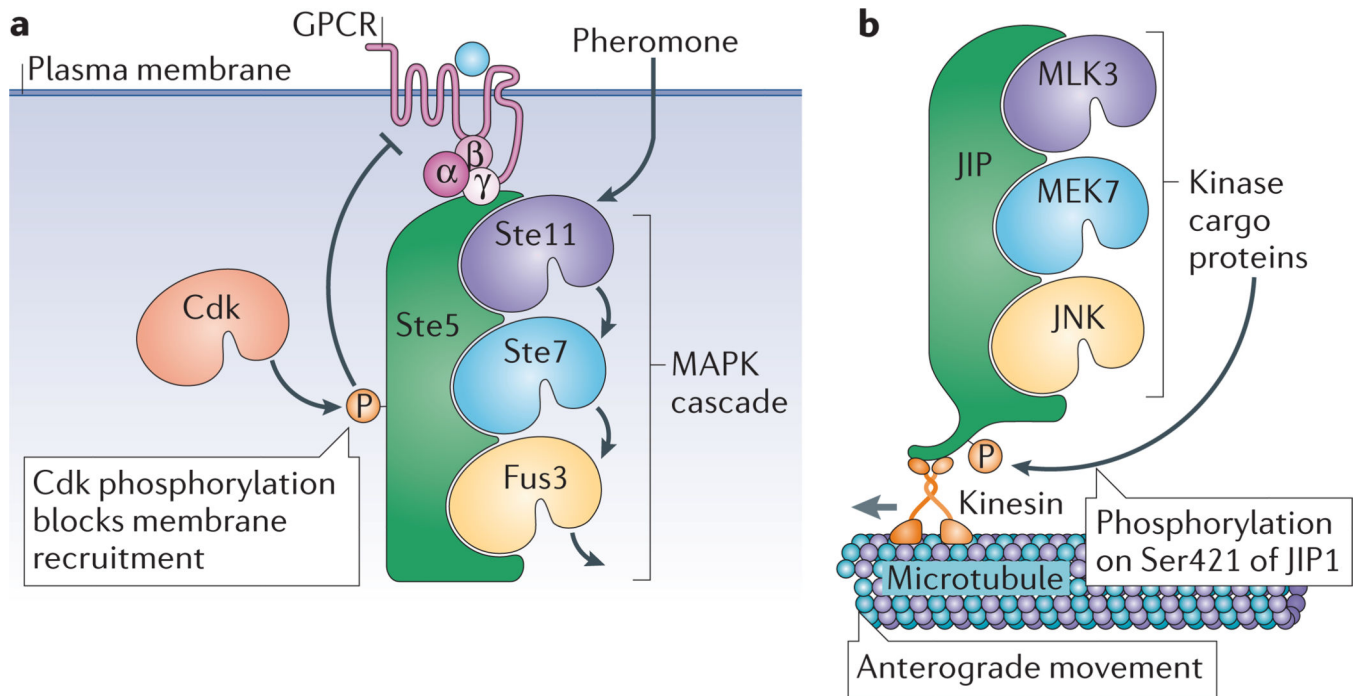 a
GPCR
Pheromone
Plasma membrane
α
β
γ
Ste11
Cdk
Ste5
Ste7
MAPK
cascade
P
Fus3
Cdk phosphorylation
blocks membrane
recruitment
b
MLK3
JIP
MEK7
Kinase
cargo
proteins
JNK
P
Kinesin
Phosphorylation
on Ser421 of JIP1
Microtubule
Anterograde movement